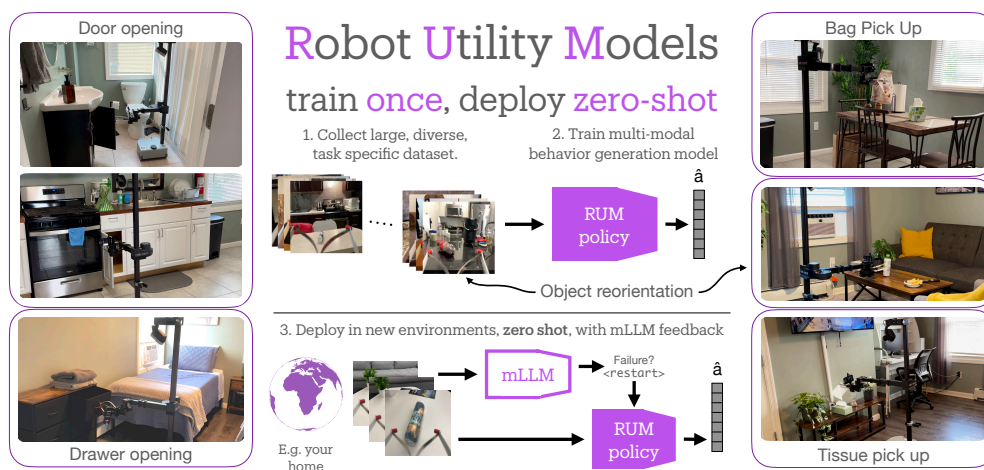 Door opening
Robot Utility Models
train once, deploy zero-shot
1. Collect large, diverse,
task specific dataset.
2. Train multi-modal
behavior generation model
â
RUM
policy
Object reorientation
3. Deploy in new environments, zero shot, with mLLM feedback
mLLM
Failure?
<restart>
â
RUM
policy
E.g. your
home
Drawer opening
Bag Pick Up
Tissue pick up